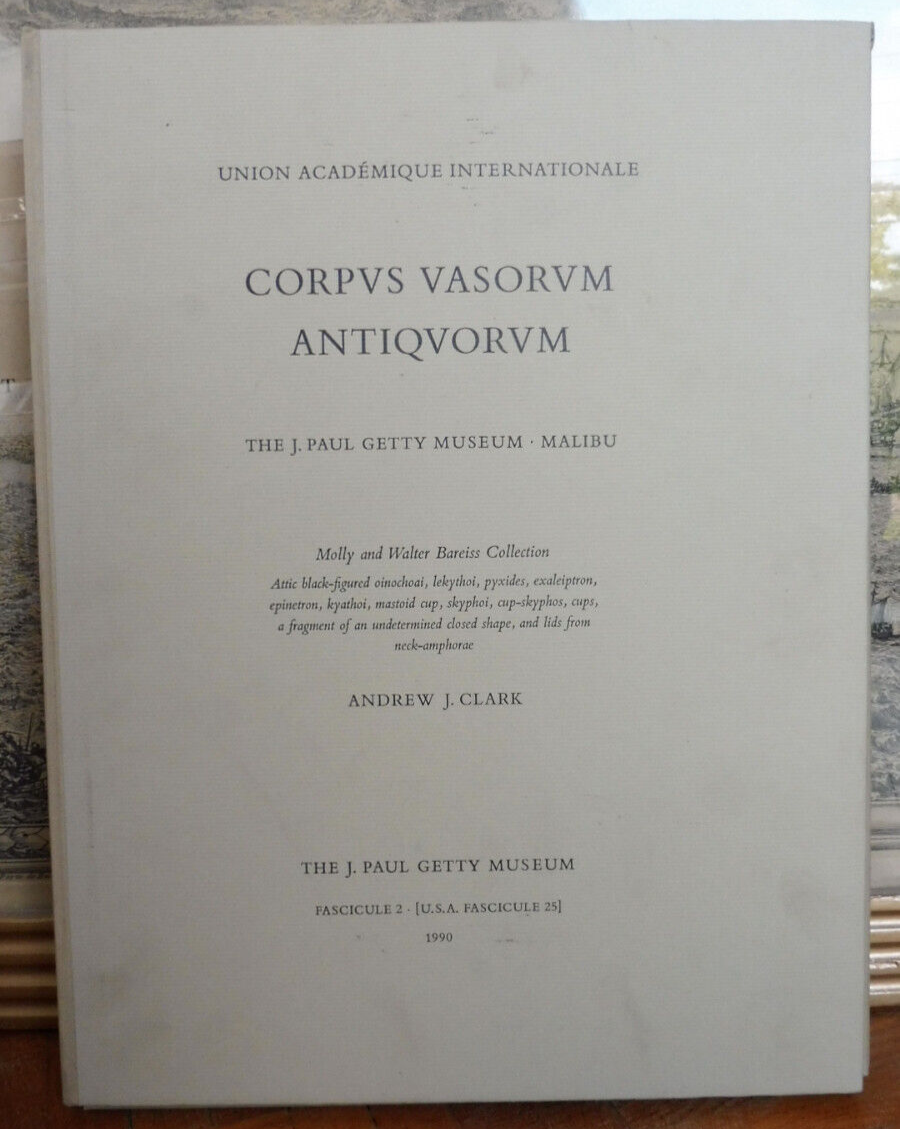 UNION ACADÉMIQUE INTERNATIONALE
CORPVS VASORVM
ANTIQVORVM
THE J. PAUL GETTY MUSEUM · MALIBU
Molly and Walter Bareiss Collection
Attic black-figured oinochoai, lekythoi, pyxides, exaleiptron,
epinetron, kyathoi, mastoid cup, skyphoi, cup-skyphos, cups,
a fragment of an undetermined closed shape, and lids from
neck-amphorae
ANDREW J. CLARK
THE J. PAUL GETTY MUSEUM
FASCICULE 2 · [U.S.A. FASCICULE 25]
1990